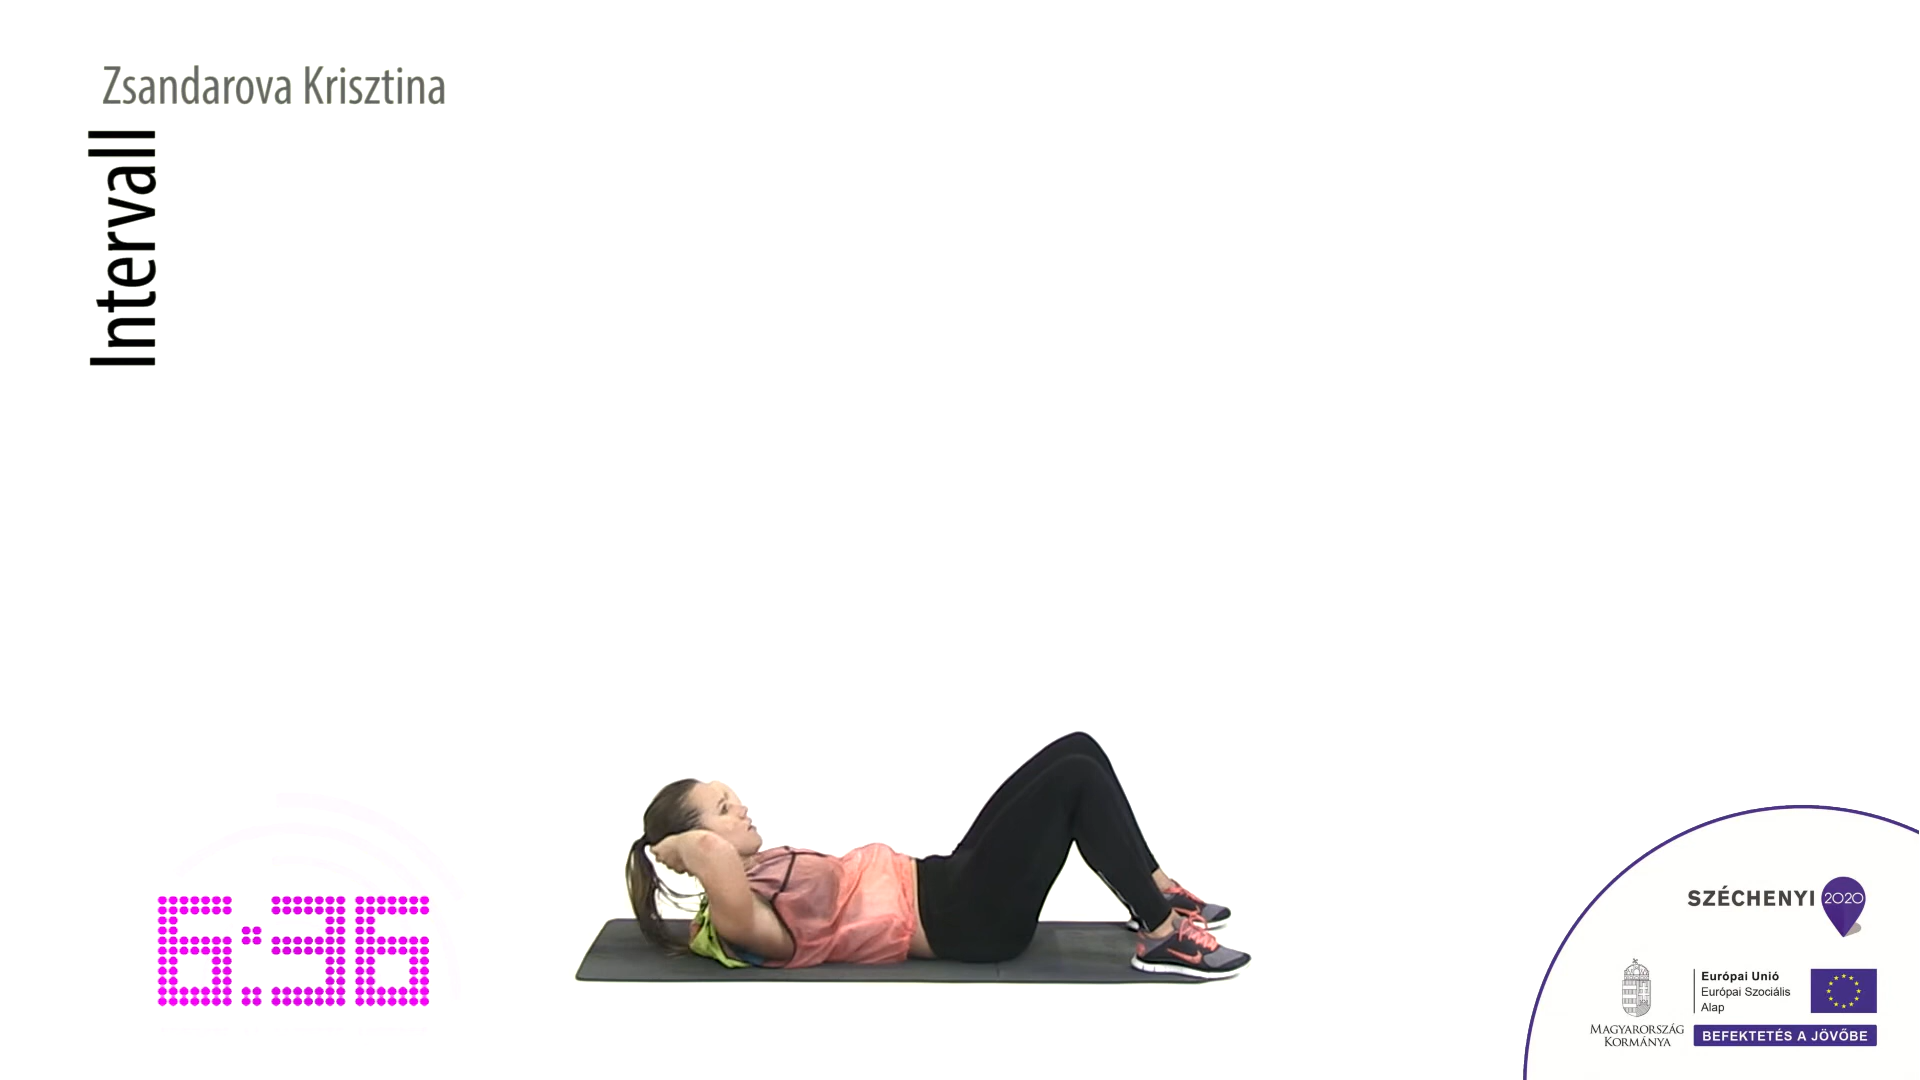 Zsandarova Krisztina
Intervall
6:36
SZÉCHENYI 2020
MAGYARORSZÁG
KORMÁNYA
Európai Unió
Európai Szociális
Alap
BEFEKTETÉS A JÖVŐBE